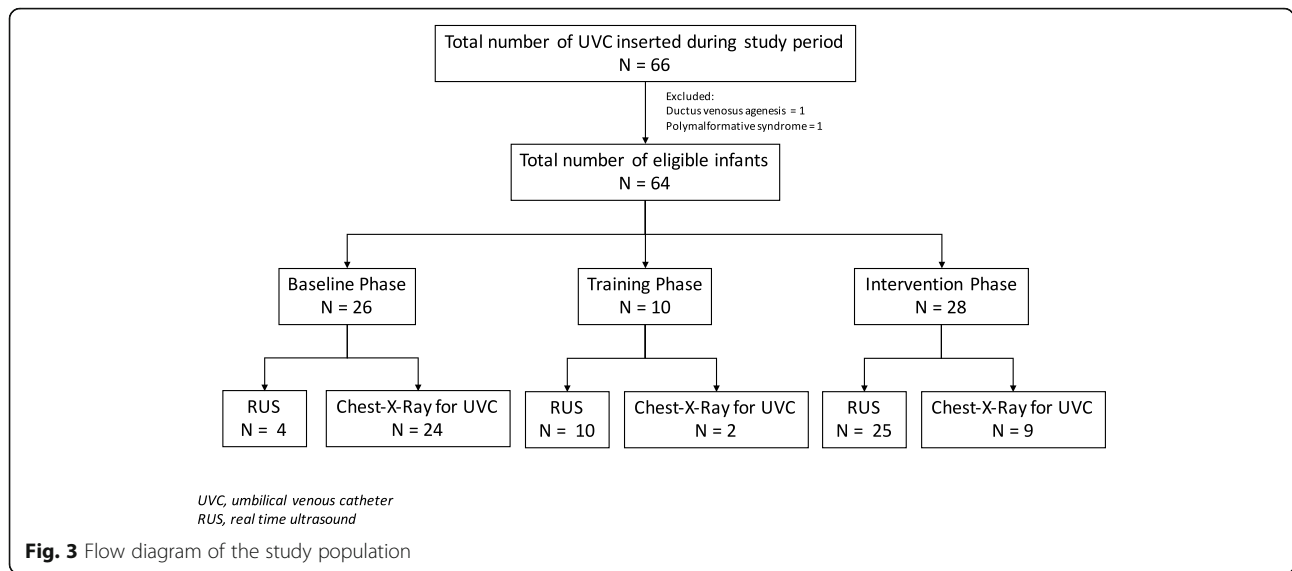 Total number of UVC inserted during study period
N = 66
Excluded:
Ductus venosus agenesis = 1
Polymalformative syndrome = 1
Total number of eligible infants
N = 64
Baseline Phase
N = 26
Training Phase
N = 10
Intervention Phase
N = 28
RUS
N = 4
Chest-X-Ray for UVC
N = 24
RUS
N = 10
Chest-X-Ray for UVC
N = 2
RUS
N = 25
Chest-X-Ray for UVC
N = 9
UVC, umbilical venous catheter
RUS, real time ultrasound
Fig. 3 Flow diagram of the study population